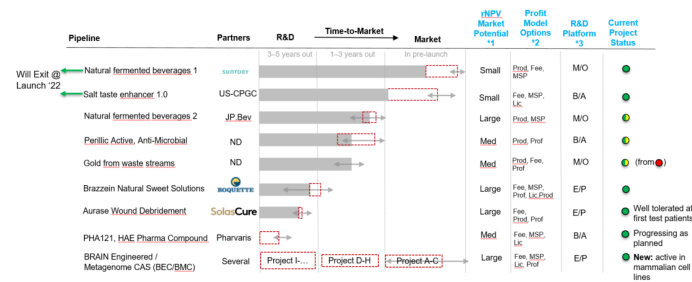 rNPV Profit
R&D Time-to-Market Market Market Model R&D Current
Pipeline Partners Potential Options Platform Project
*1 *2 *3 Status
3–5 years out 1–3 years out In pre-launch
Will Exit @
Launch '22
Natural fermented beverages 1 SUNTORY Small Prod, Fee, MSP M/O
Salt taste enhancer 1.0 US-CPGC Small Fee, MSP, Lic B/A
Natural fermented beverages 2 JP.Bev Large Prod, MSP M/O
Perillic Active, Anti-Microbial ND Med Prod, Prof B/A
Gold from waste streams ND Med Prod, Fee, Prof M/O (from )
Brazzein Natural Sweet Solutions ROQUETTE Large Fee, MSP, Prof, Lic,Prod E/P
Aurase Wound Debridement SolasCure Large Fee, Prod, Prof E/P Well tolerated at first test patients
PHA121, HAE Pharma Compound Pharvaris Med Fee, MSP, Lic B/A Progressing as planned
BRAIN Engineered / Metagenome CAS (BEC/BMC) Several Project I-... Project D-H Project A-C Large Fee, MSP, Lic, Prof E/P New: active in mammalian cell lines